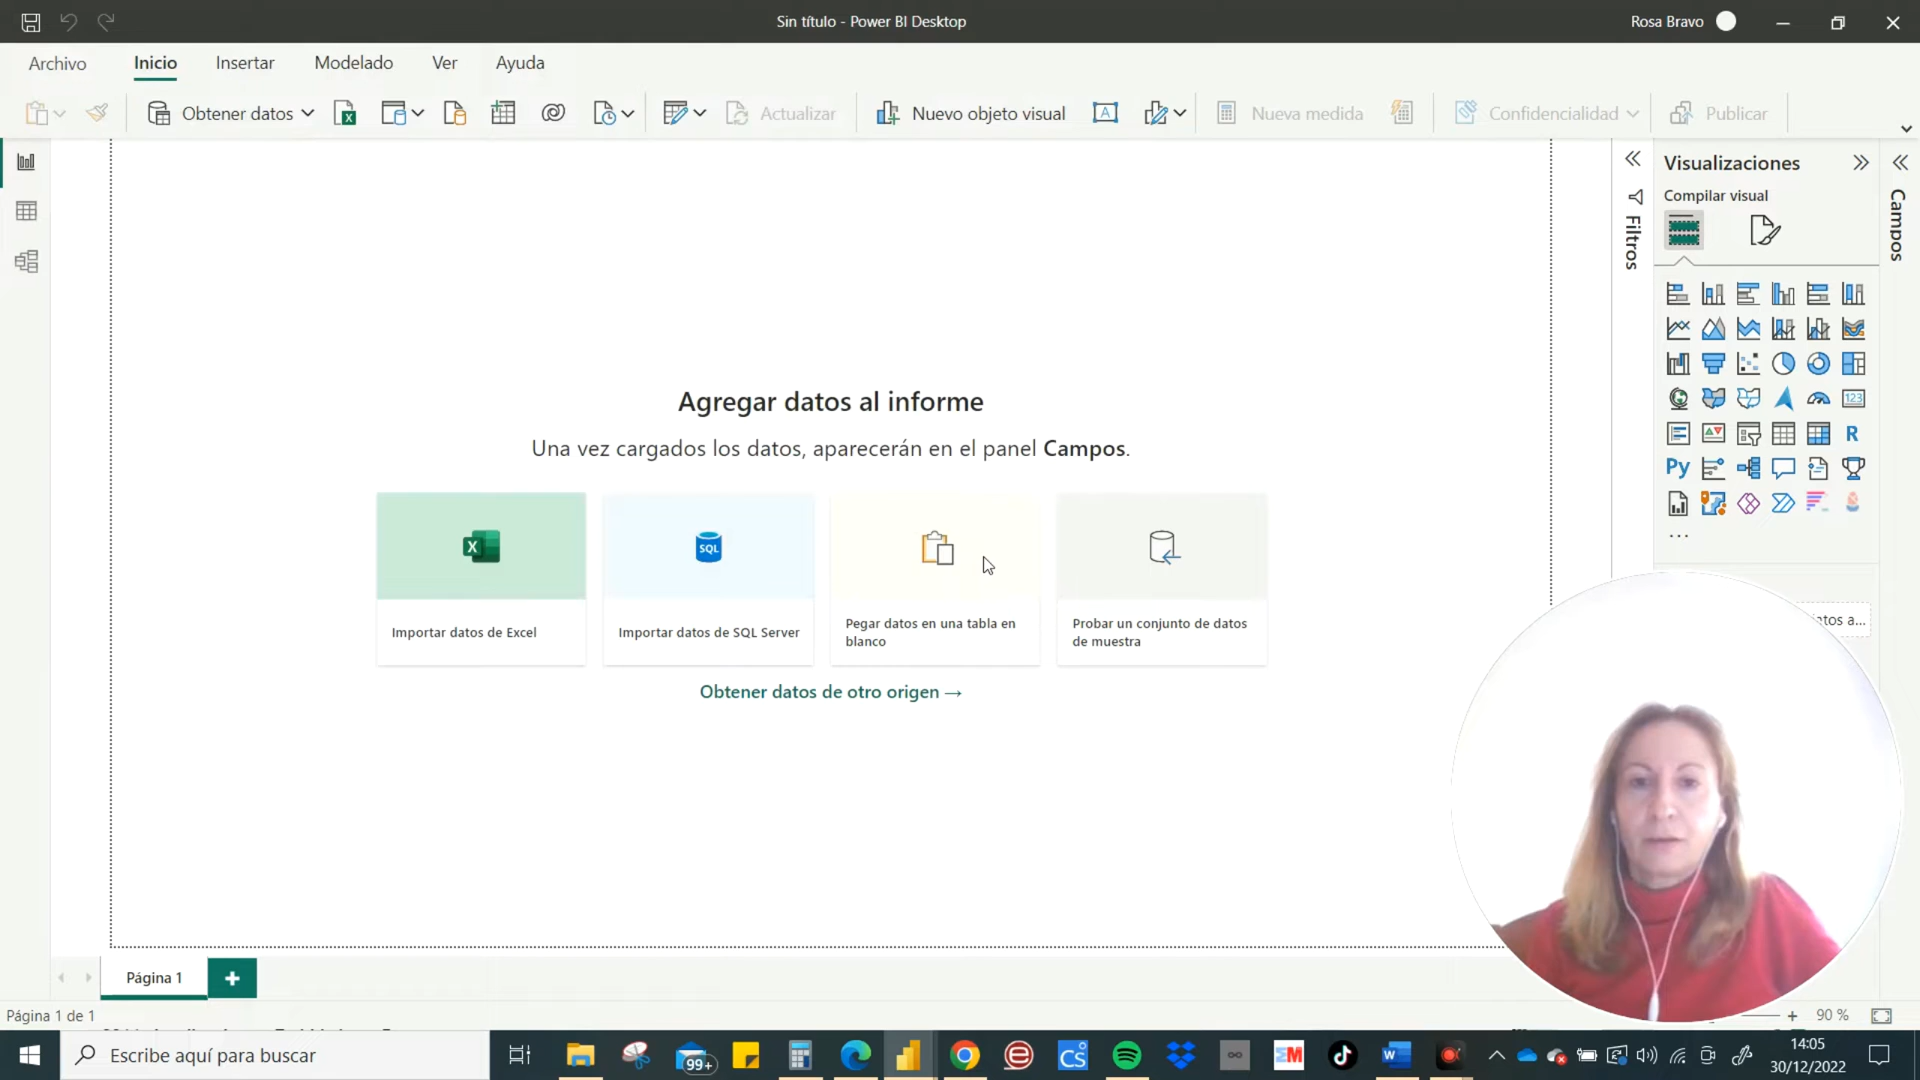 Sin título - Power BI Desktop
Rosa Bravo
Archivo
Inicio
Insertar
Modelado
Ver
Ayuda
Obtener datos
Actualizar
Nuevo objeto visual
Nueva medida
Confidencialidad
Publicar
Visualizaciones
Compilar visual
Filtros
Campos
Agregar datos al informe
Una vez cargados los datos, aparecerán en el panel Campos.
SQL
Importar datos de Excel
Importar datos de SQL Server
Pegar datos en una tabla en
blanco
Probar un conjunto de datos
de muestra
Obtener datos de otro origen →
123
R
Py
...
a...
Página 1
+
Página 1 de 1
90 %
Escribe aquí para buscar
99+
14:05
30/12/2022